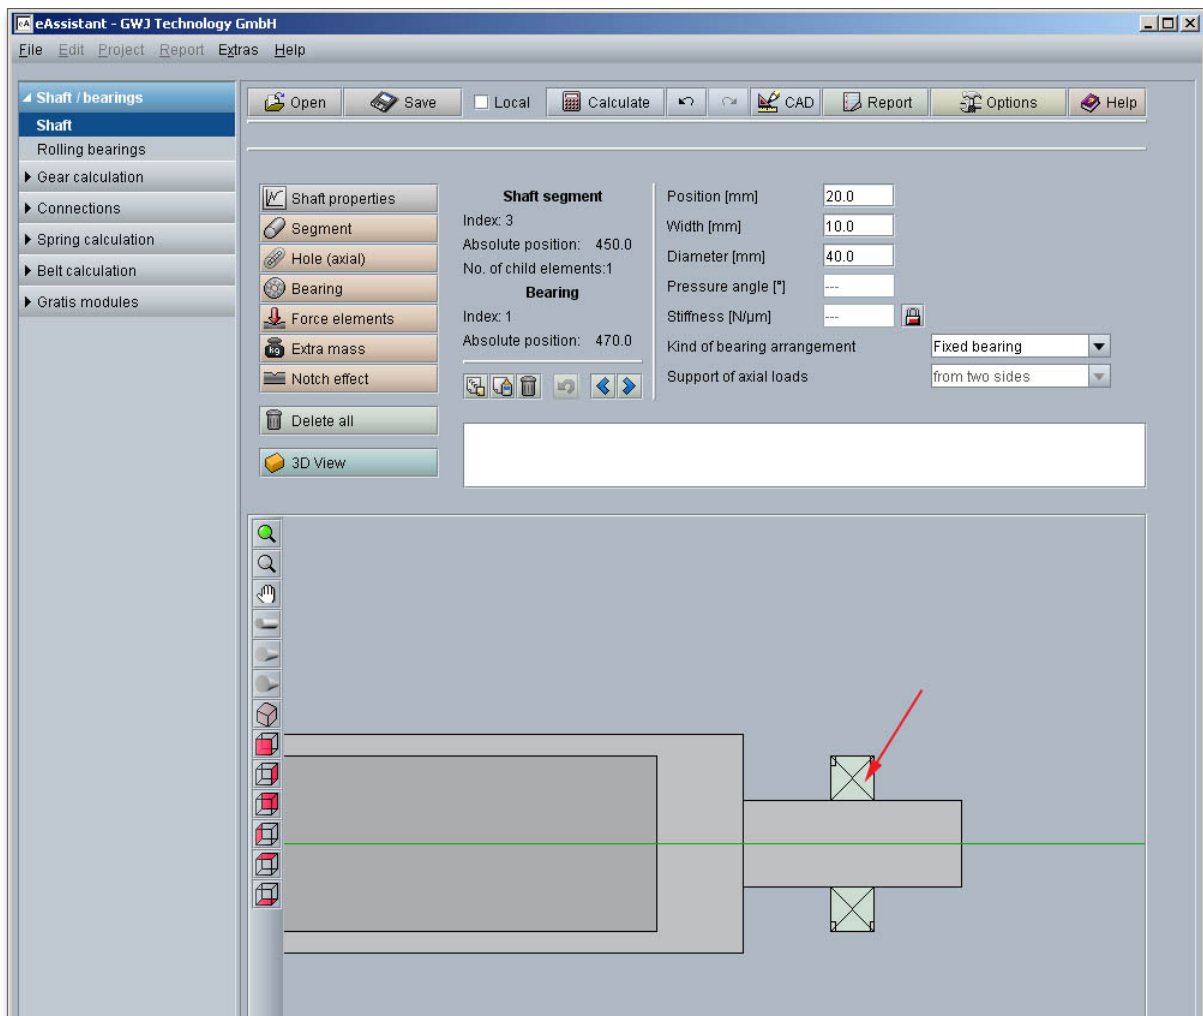 eAssistant - GWJ Technology GmbH
File Edit Project Report Extras Help
Shaft / bearings
Shaft
Rolling bearings
Gear calculation
Connections
Spring calculation
Belt calculation
Gratis modules
Open Save Local Calculate CAD Report Options Help
Shaft properties
Segment
Hole (axial)
Bearing
Force elements
Extra mass
Notch effect
Delete all
3D View
Shaft segment
Index: 3
Absolute position: 450.0
No. of child elements:1
Bearing
Index: 1
Absolute position: 470.0
Position [mm] 20.0
Width [mm] 10.0
Diameter [mm] 40.0
Pressure angle [°] ---
Stiffness [N/µm] ---
Kind of bearing arrangement Fixed bearing
Support of axial loads from two sides